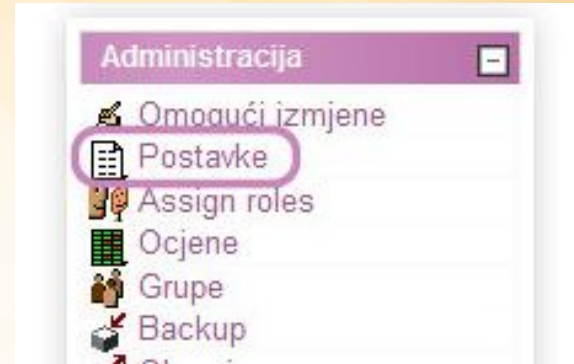 Administracija
Omogući izmjene
Postavke
Assign roles
Ocjene
Grupe
Backup